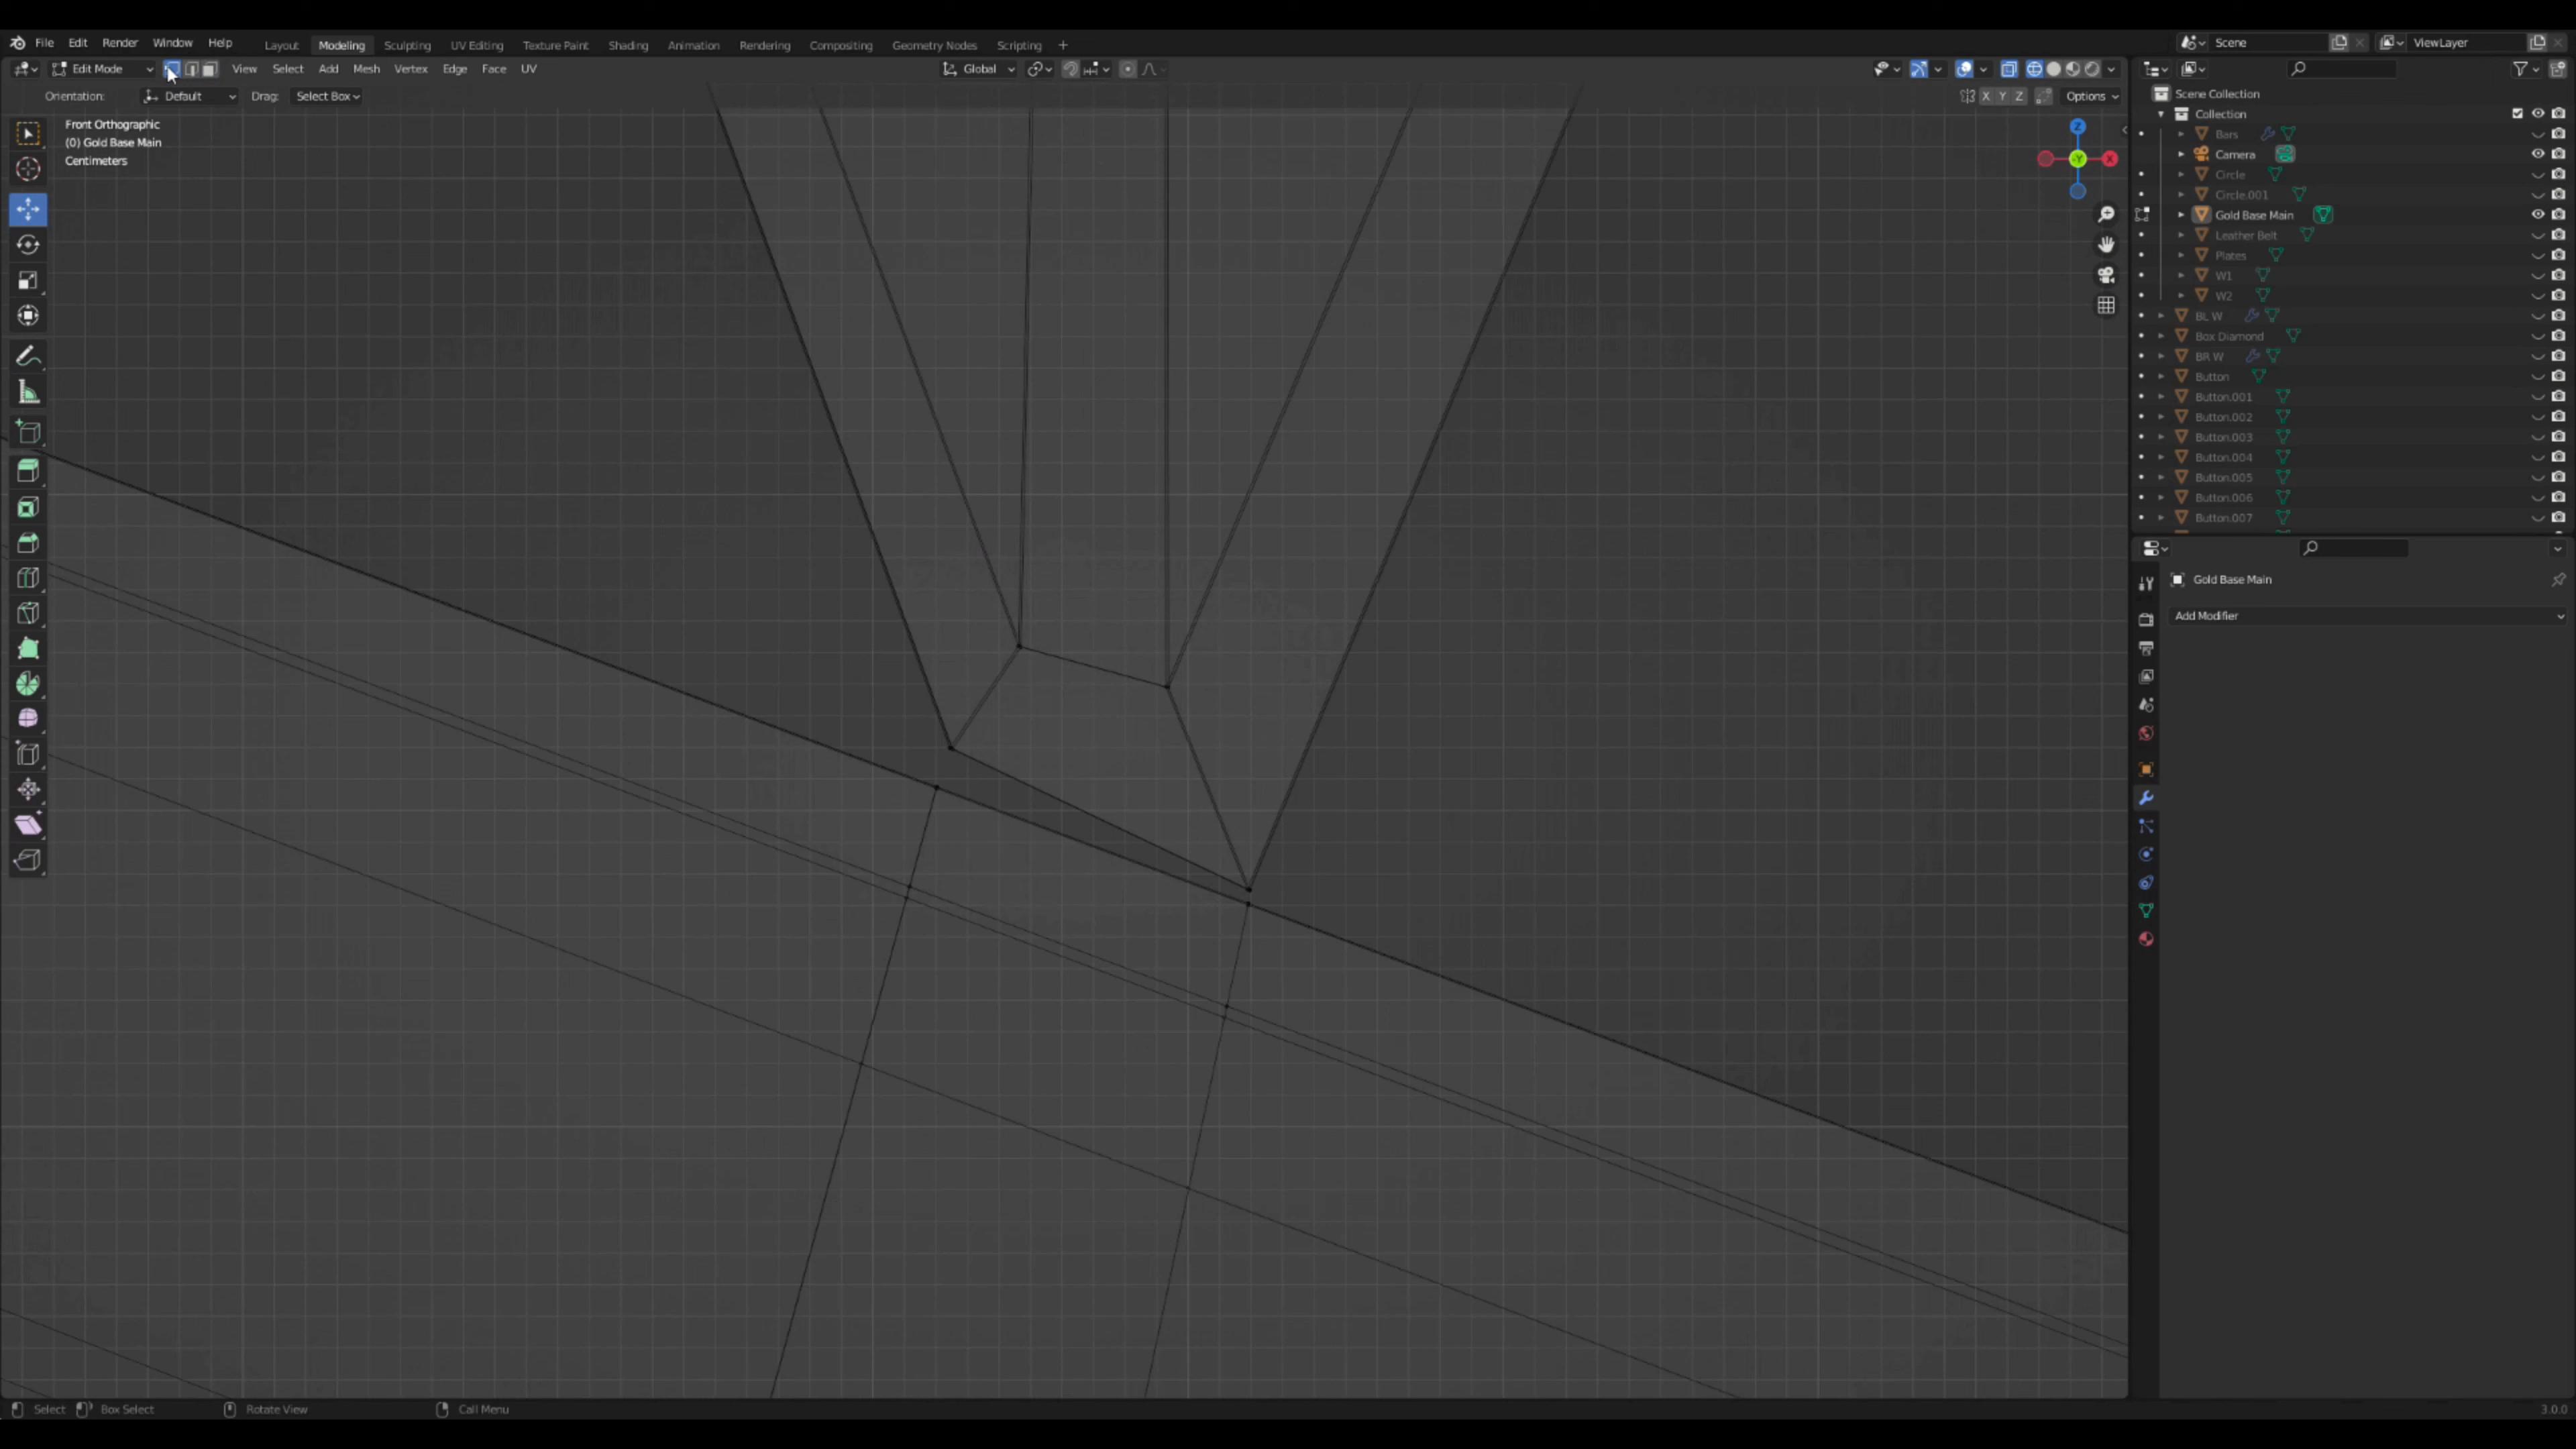 File Edit Render Window Help
Layout Modeling Sculpting UV Editing Texture Paint Shading Animation Rendering Compositing Geometry Nodes Scripting +
Scene
ViewLayer
Edit Mode
View Select Add Mesh Vertex Edge Face UV
Global
Orientation: Default Drag: Select Box
X Y Z
Options
Front Orthographic
(0) Gold Base Main
Centimeters
Z
Y
X
Scene Collection
Collection
Bars
Camera
Circle
Circle.001
Gold Base Main
Leather Belt
Plates
W1
W2
BL W
Box Diamond
BR W
Button
Button.001
Button.002
Button.003
Button.004
Button.005
Button.006
Button.007
Gold Base Main
Add Modifier
Select Box Select Rotate View Call Menu
3.0.0